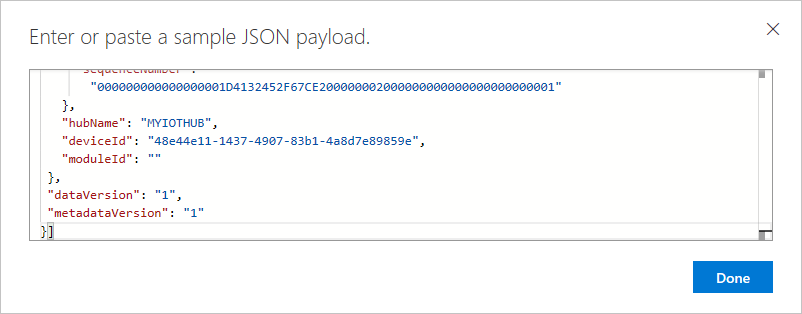 Enter or paste a sample JSON payload.
"sequenceNumber":
"000000000000000001D4132452F67CE200000002000000000000000000000001"
},
"hubName": "MYIOTHUB",
"deviceId": "48e44e11-1437-4907-83b1-4a8d7e89859e",
"moduleId": ""
},
"dataVersion": "1",
"metadataVersion": "1"
}]
Done